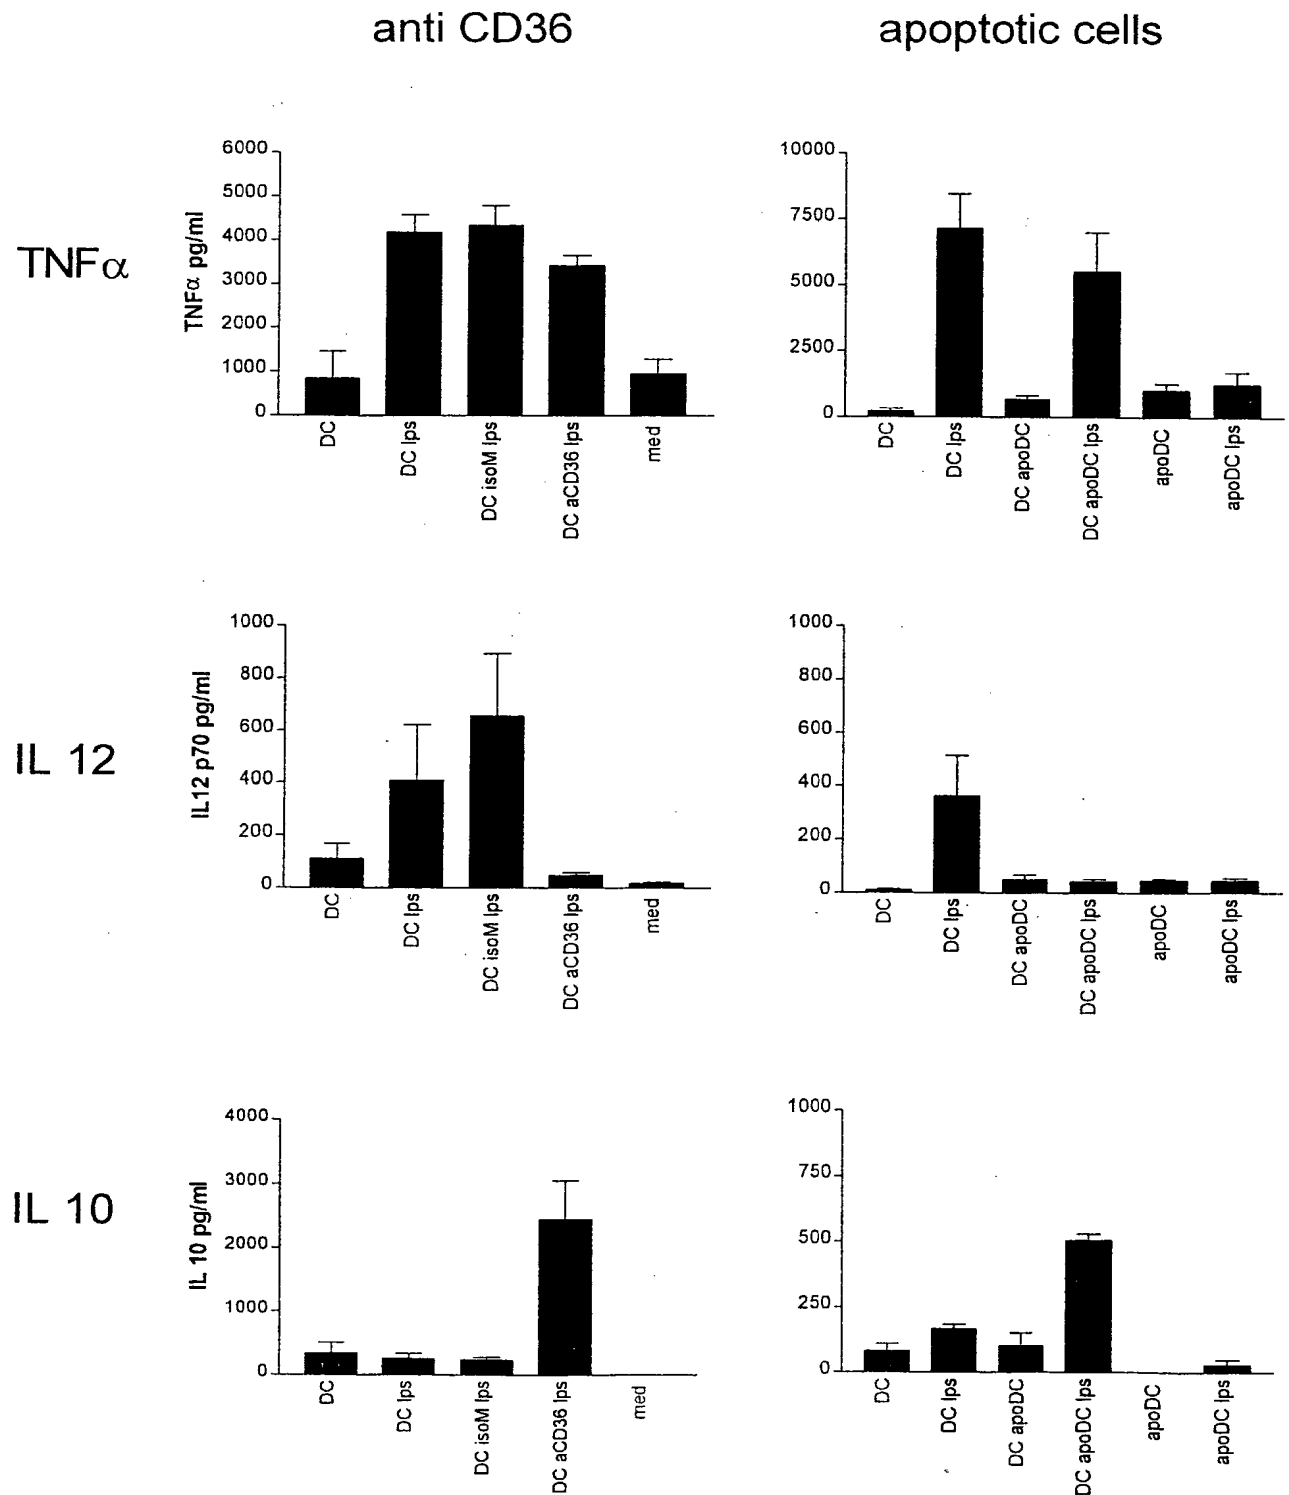 anti CD36
apoptotic cells
TNFα
TNFα pg/ml
6000
5000
4000
3000
2000
1000
0
DC
DC lps
DC isoM lps
DC aCD36 lps
med
10000
7500
5000
2500
0
DC
DC lps
DC apoDC
DC apoDC lps
apoDC
apoDC lps
IL 12
IL12 p70 pg/ml
1000
800
600
400
200
0
DC
DC lps
DC isoM lps
DC aCD36 lps
med
1000
800
600
400
200
0
DC
DC lps
DC apoDC
DC apoDC lps
apoDC
apoDC lps
IL 10
IL 10 pg/ml
4000
3000
2000
1000
0
DC
DC lps
DC isoM lps
DC aCD36 lps
med
1000
750
500
250
0
DC
DC lps
DC apoDC
DC apoDC lps
apoDC
apoDC lps